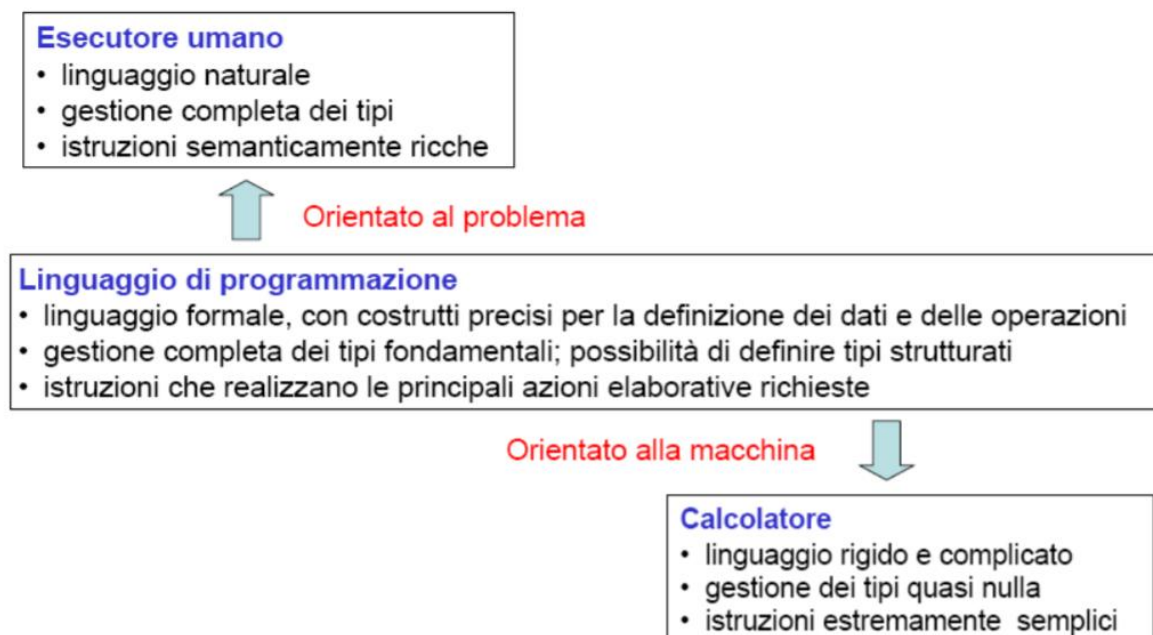 Esecutore umano
• linguaggio naturale
• gestione completa dei tipi
• istruzioni semanticamente ricche
Orientato al problema
Linguaggio di programmazione
• linguaggio formale, con costrutti precisi per la definizione dei dati e delle operazioni
• gestione completa dei tipi fondamentali; possibilità di definire tipi strutturati
• istruzioni che realizzano le principali azioni elaborative richieste
Orientato alla macchina
Calcolatore
• linguaggio rigido e complicato
• gestione dei tipi quasi nulla
• istruzioni estremamente semplici